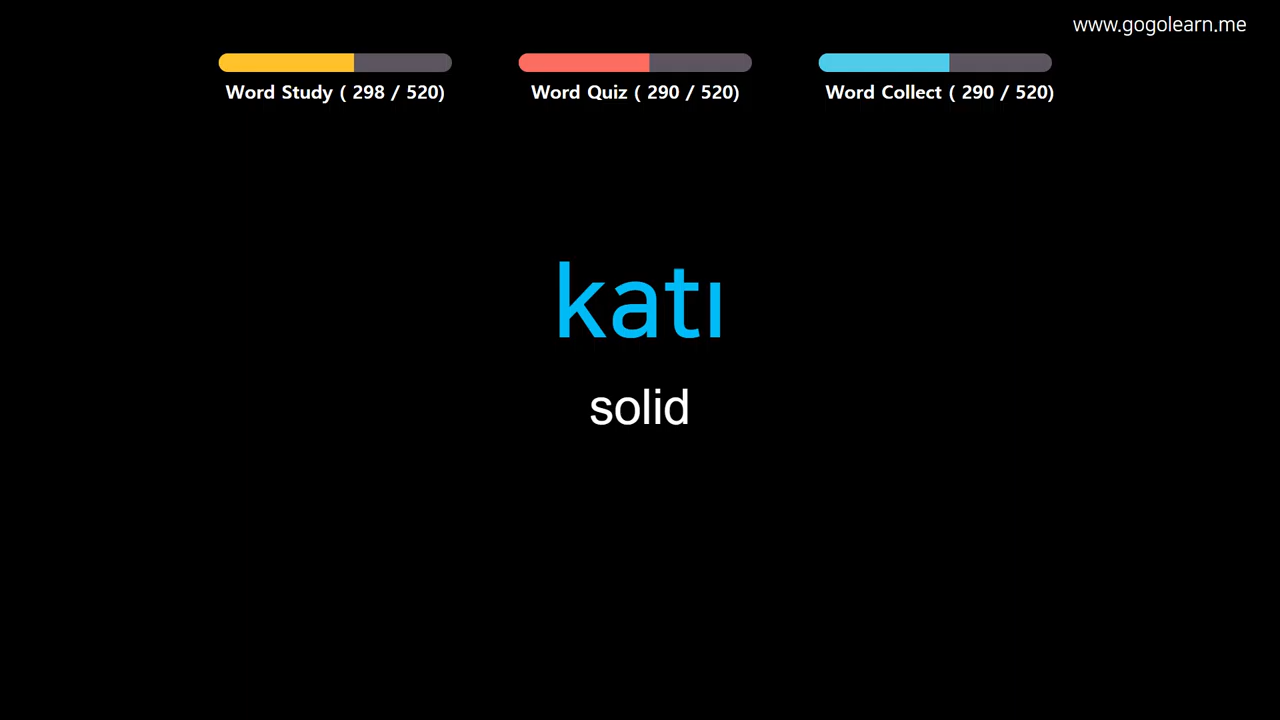 www.gogolearn.me
Word Study ( 298 / 520)
Word Quiz ( 290 / 520)
Word Collect ( 290 / 520)
katı
solid